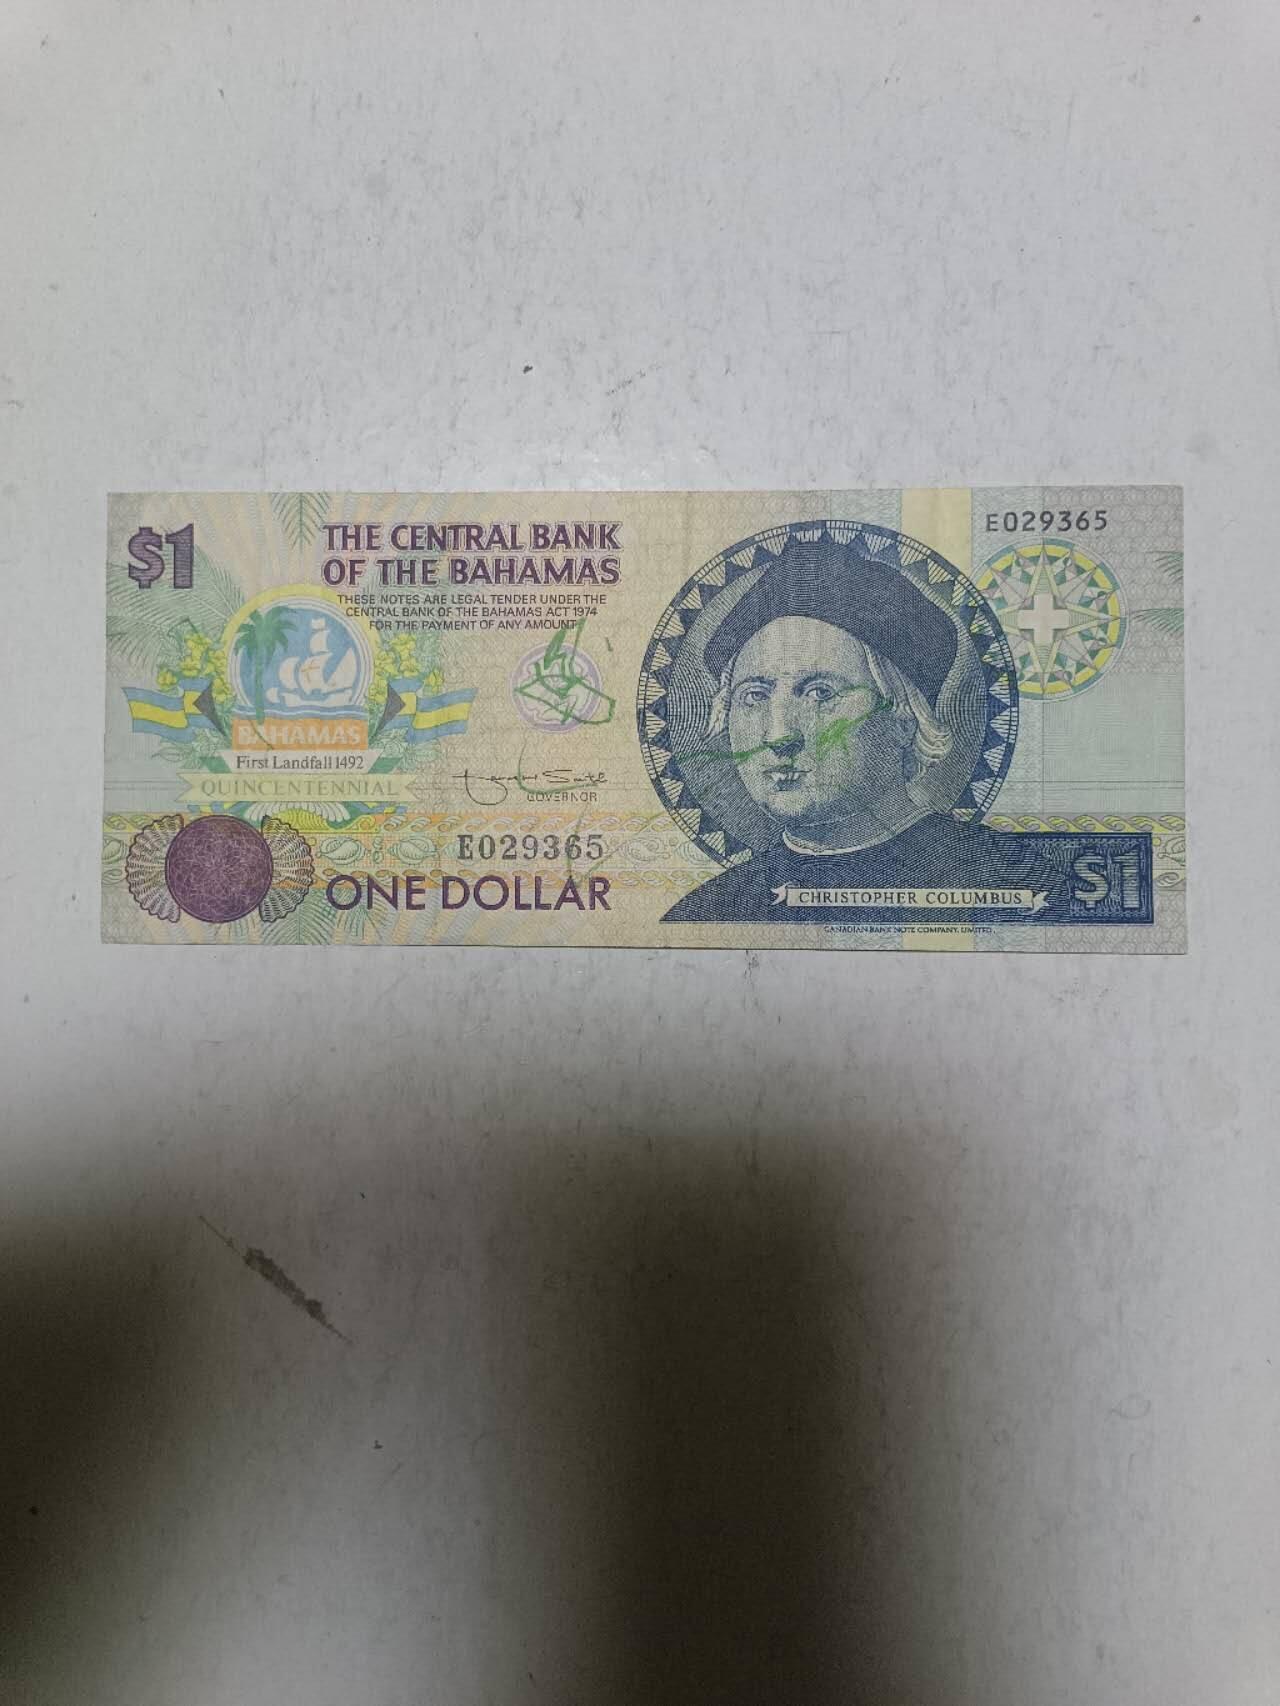 $1
THE CENTRAL BANK
OF THE BAHAMAS
THESE NOTES ARE LEGAL TENDER UNDER THE
CENTRAL BANK OF THE BAHAMAS ACT 1974
FOR THE PAYMENT OF ANY AMOUNT
E029365
BAHAMAS
First Landfall 1492
QUINCENTENNIAL
GOVERNOR
E029365
ONE DOLLAR
CHRISTOPHER COLUMBUS
$1
CANADIAN BANK NOTE COMPANY, LIMITED.